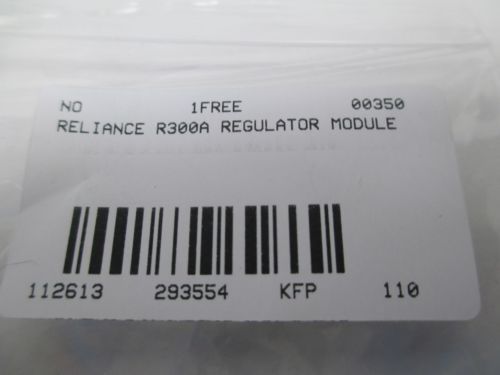 NO 1FREE 00350
RELIANCE R300A REGULATOR MODULE
112613 293554 KFP 110